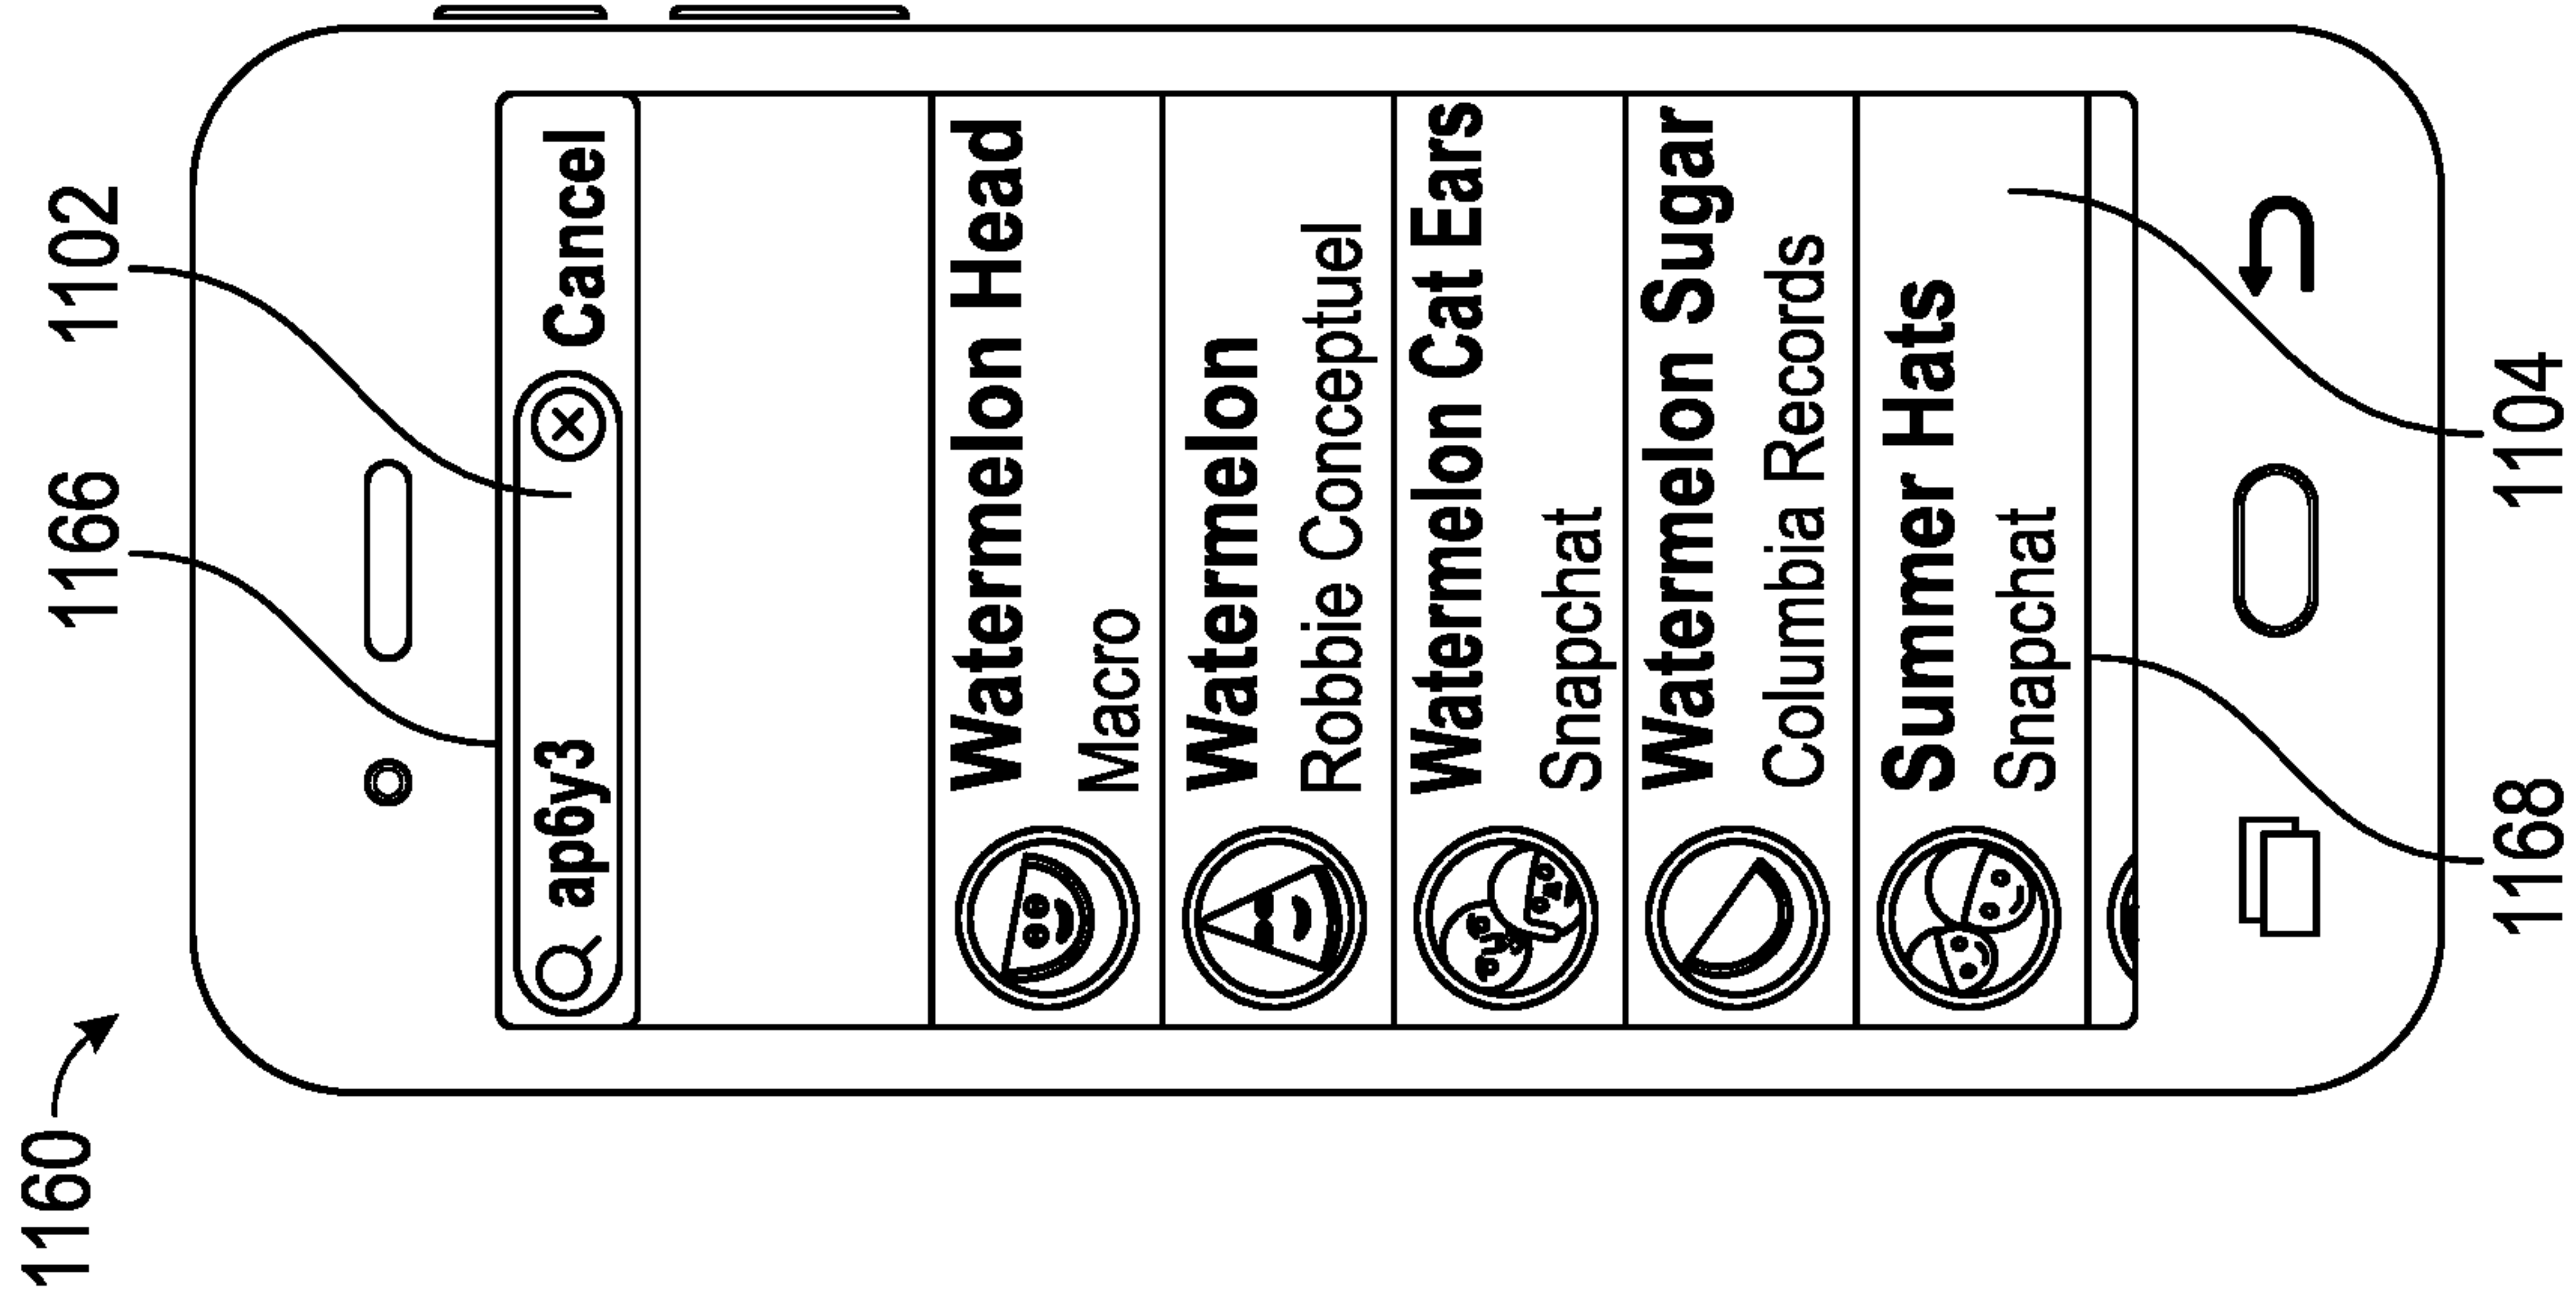 1160
1166
1102
ap6y3 Cancel
Watermelon Head
Macro
Watermelon
Robbie Conceptuel
Watermelon Cat Ears
Snapchat
Watermelon Sugar
Columbia Records
Summer Hats
Snapchat
1168
1104